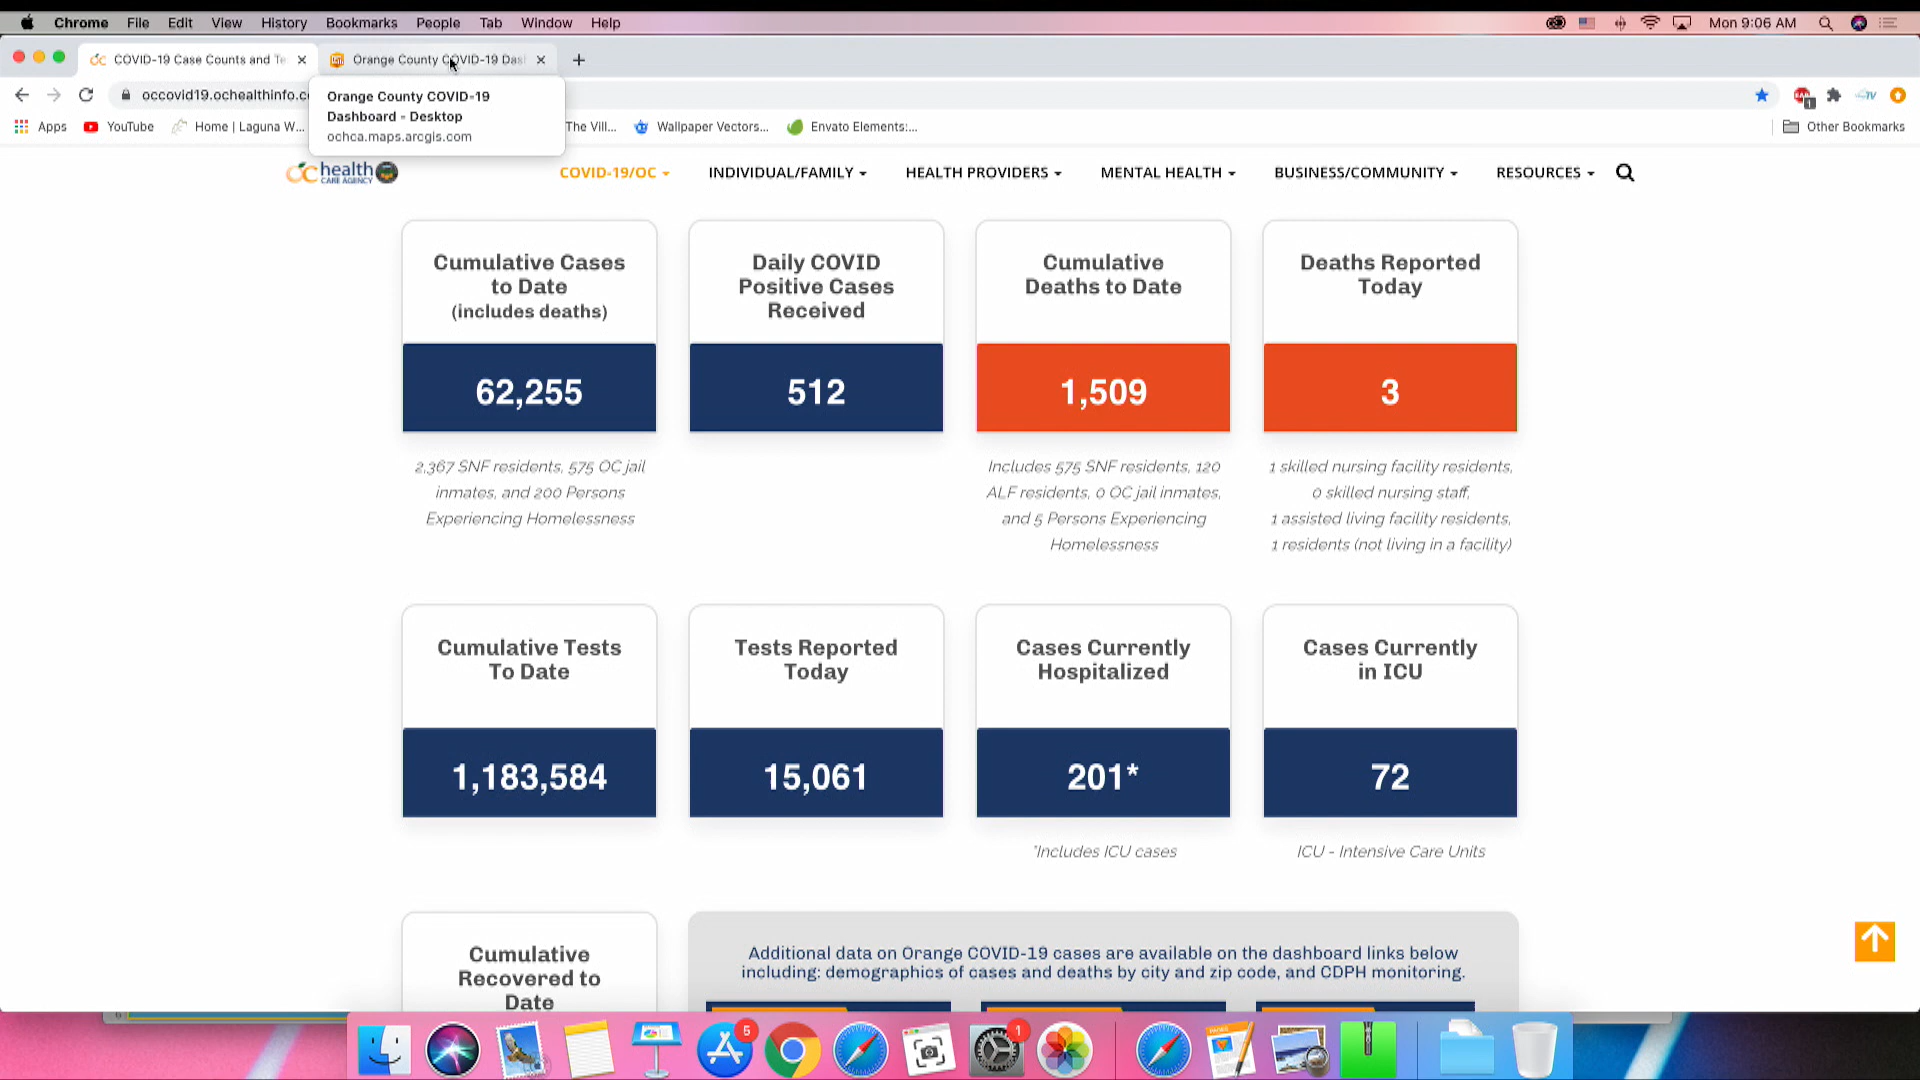 Chrome File Edit View History Bookmarks People Tab Window Help Mon 9:06 AM
COVID-19 Case Counts and Te Orange County COVID-19 Das
occovid19.ochealthinfo.c
Orange County COVID-19
Dashboard - Desktop
ochca.maps.arcgis.com
Apps YouTube Home | Laguna W... The Vill... Wallpaper Vectors... Envato Elements:... Other Bookmarks
oc health
CARE AGENCY
COVID-19/OC INDIVIDUAL/FAMILY HEALTH PROVIDERS MENTAL HEALTH BUSINESS/COMMUNITY RESOURCES
Cumulative Cases
to Date
(includes deaths)
62,255
2,367 SNF residents, 575 OC jail
inmates, and 200 Persons
Experiencing Homelessness
Daily COVID
Positive Cases
Received
512
Cumulative
Deaths to Date
1,509
Includes 575 SNF residents, 120
ALF residents, 0 OC jail inmates,
and 5 Persons Experiencing
Homelessness
Deaths Reported
Today
3
1 skilled nursing facility residents,
0 skilled nursing staff,
1 assisted living facility residents,
1 residents (not living in a facility)
Cumulative Tests
To Date
1,183,584
Tests Reported
Today
15,061
Cases Currently
Hospitalized
201*
*Includes ICU cases
Cases Currently
in ICU
72
ICU - Intensive Care Units
Cumulative
Recovered to
Date
Additional data on Orange COVID-19 cases are available on the dashboard links below
including: demographics of cases and deaths by city and zip code, and CDPH monitoring.
5
1